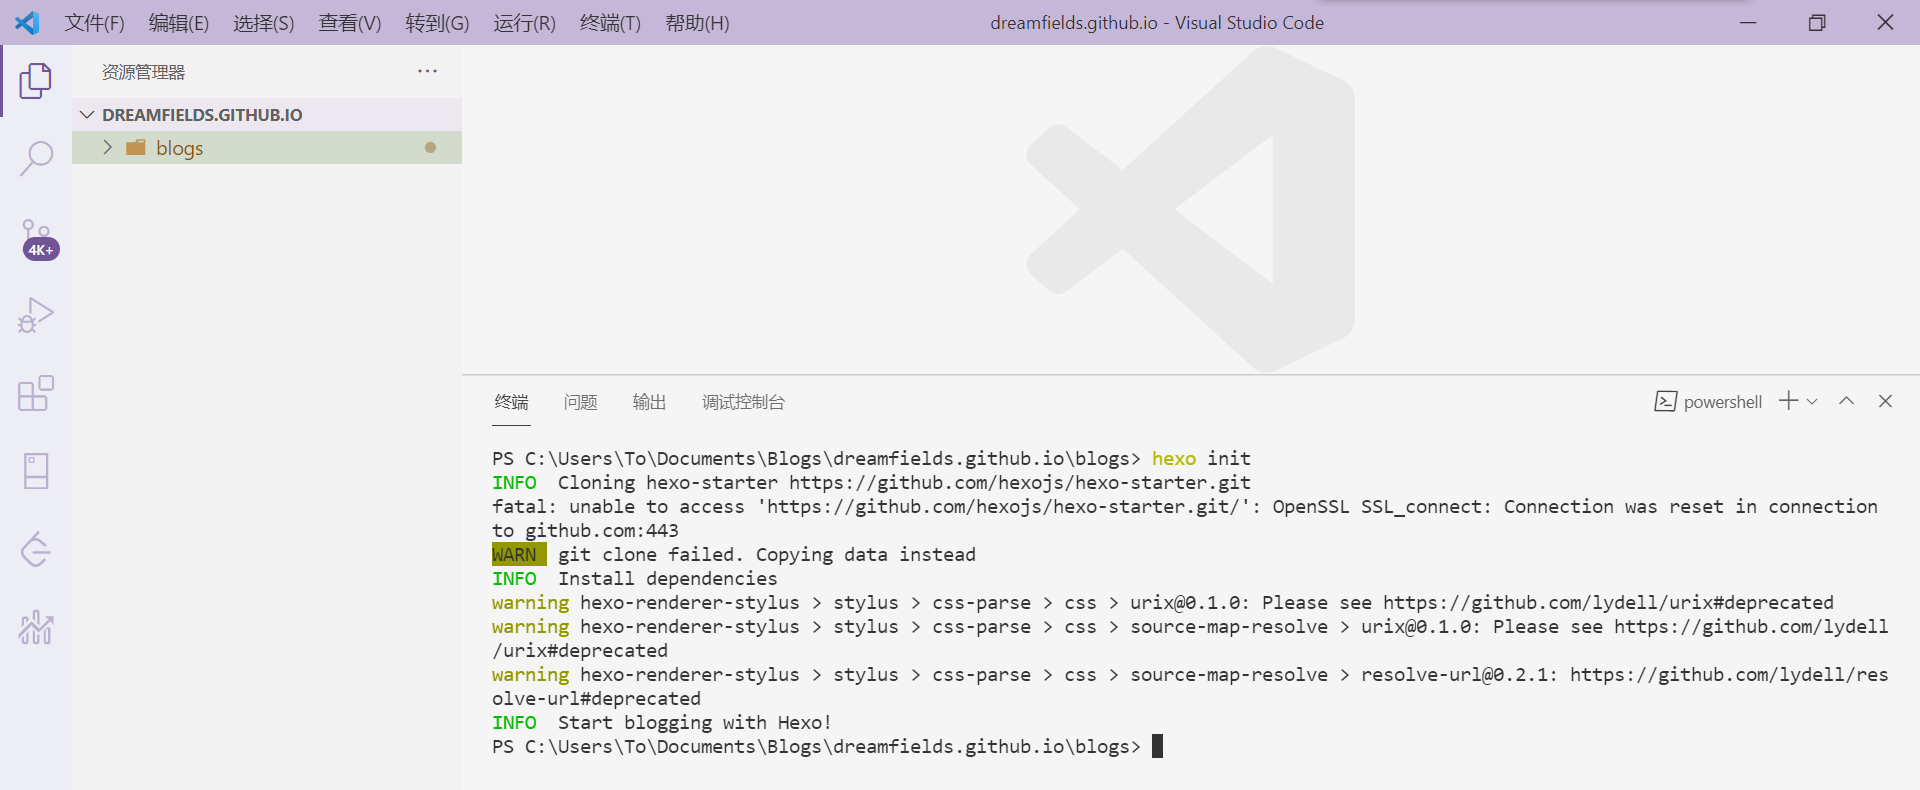 文件(F) 编辑(E) 选择(S) 查看(V) 转到(G) 运行(R) 终端(T) 帮助(H) dreamfields.github.io - Visual Studio Code
资源管理器
DREAMFIELDS.GITHUB.IO
blogs
4K+
终端 问题 输出 调试控制台 powershell
PS C:\Users\To\Documents\Blogs\dreamfields.github.io\blogs> hexo init
INFO  Cloning hexo-starter https://github.com/hexojs/hexo-starter.git
fatal: unable to access 'https://github.com/hexojs/hexo-starter.git/': OpenSSL SSL_connect: Connection was reset in connection
to github.com:443
WARN  git clone failed. Copying data instead
INFO  Install dependencies
warning hexo-renderer-stylus > stylus > css-parse > css > urix@0.1.0: Please see https://github.com/lydell/urix#deprecated
warning hexo-renderer-stylus > stylus > css-parse > css > source-map-resolve > urix@0.1.0: Please see https://github.com/lydell
/urix#deprecated
warning hexo-renderer-stylus > stylus > css-parse > css > source-map-resolve > resolve-url@0.2.1: https://github.com/lydell/res
olve-url#deprecated
INFO  Start blogging with Hexo!
PS C:\Users\To\Documents\Blogs\dreamfields.github.io\blogs>